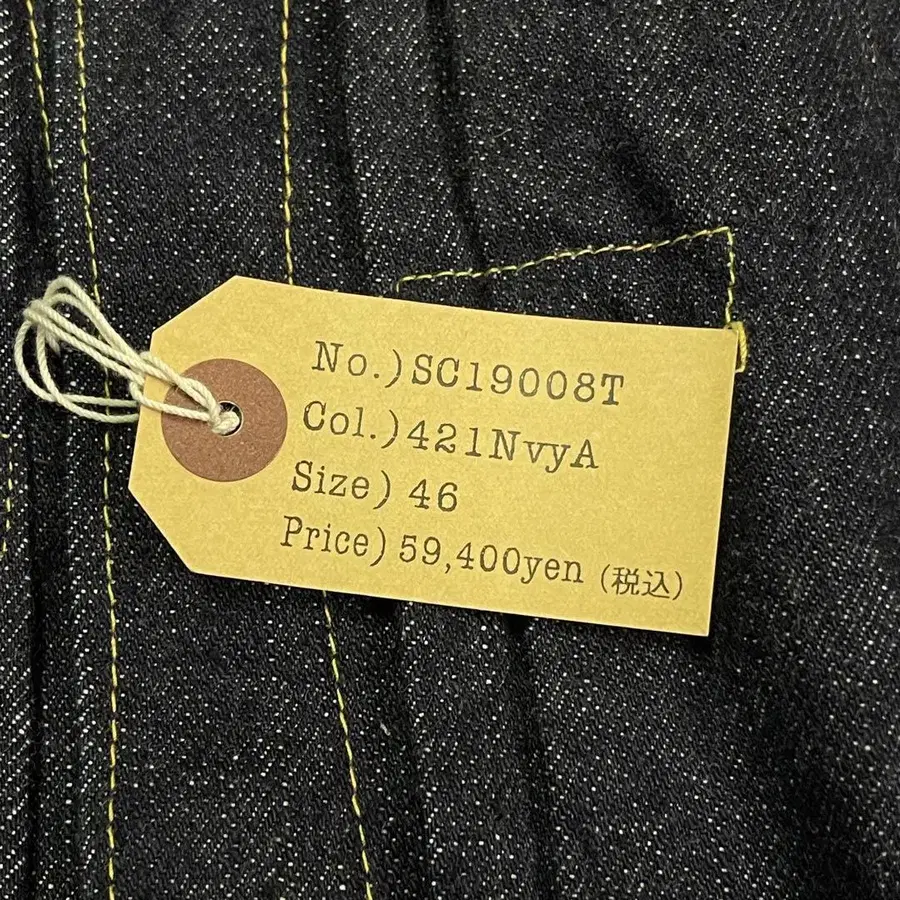 No.)SC19008T
Col.)421NvyA
Size) 46
Price) 59,400yen (税込)